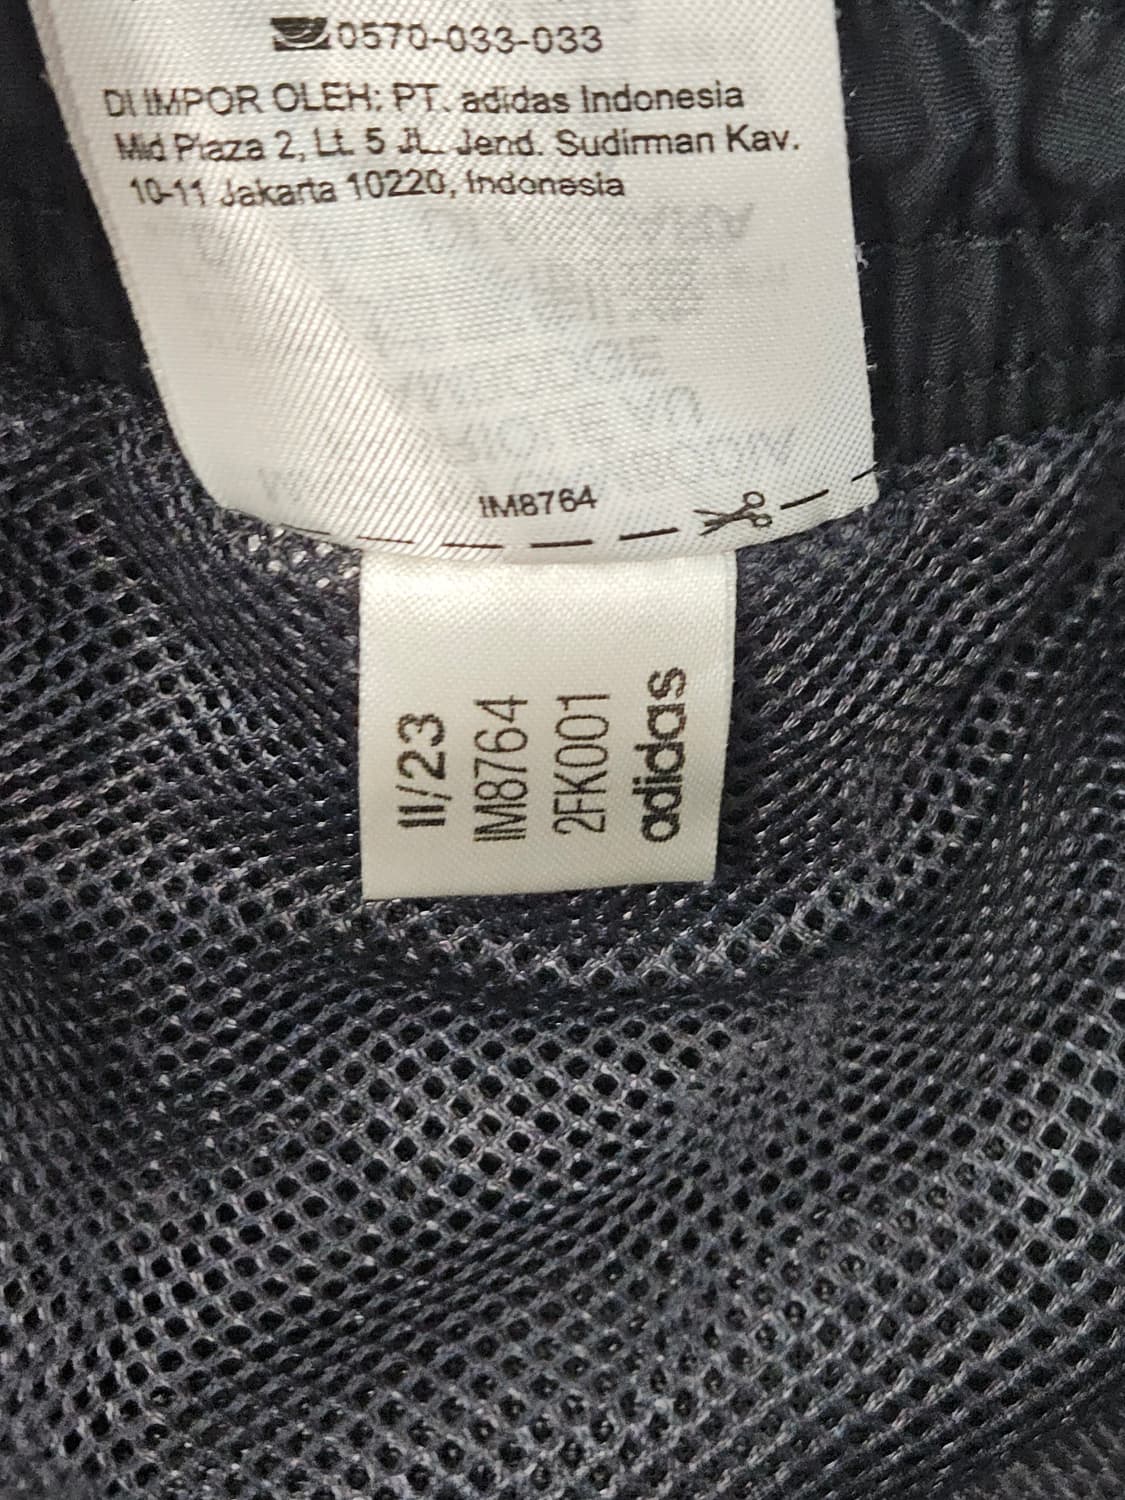 0570-033-033
DI IMPOR OLEH: PT. adidas Indonesia
Mid Plaza 2, Lt. 5 JL. Jend. Sudirman Kav.
10-11 Jakarta 10220, Indonesia
IM8764
11/23
IM8764
2FK001
adidas